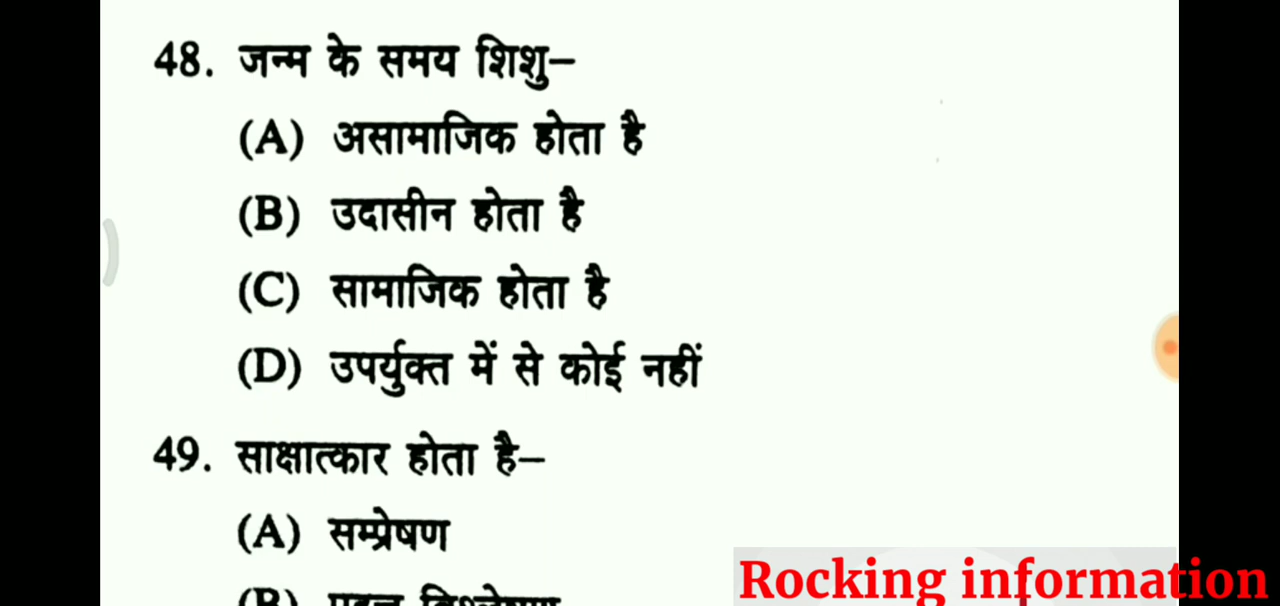 48. जन्म के समय शिशु–
(A) असामाजिक होता है
(B) उदासीन होता है
(C) सामाजिक होता है
(D) उपर्युक्त में से कोई नहीं
49. साक्षात्कार होता है–
(A) सम्प्रेषण
(B)
Rocking information